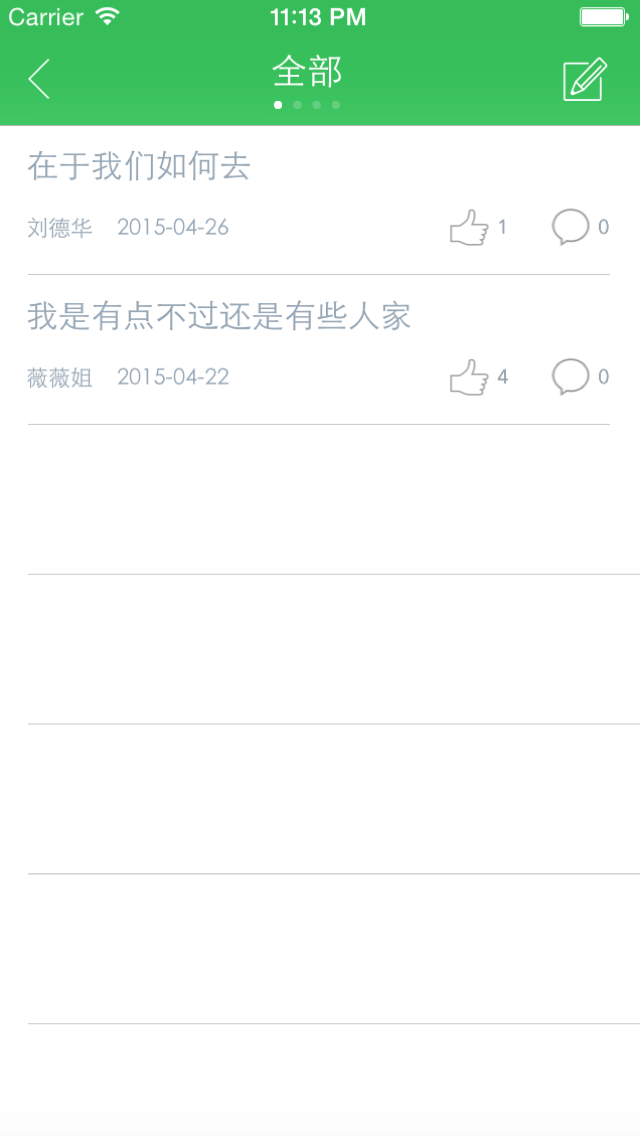 Carrier 11:13 PM
全部
在于我们如何去
刘德华 2015-04-26 1 0
我是有点不过还是有些人家
薇薇姐 2015-04-22 4 0